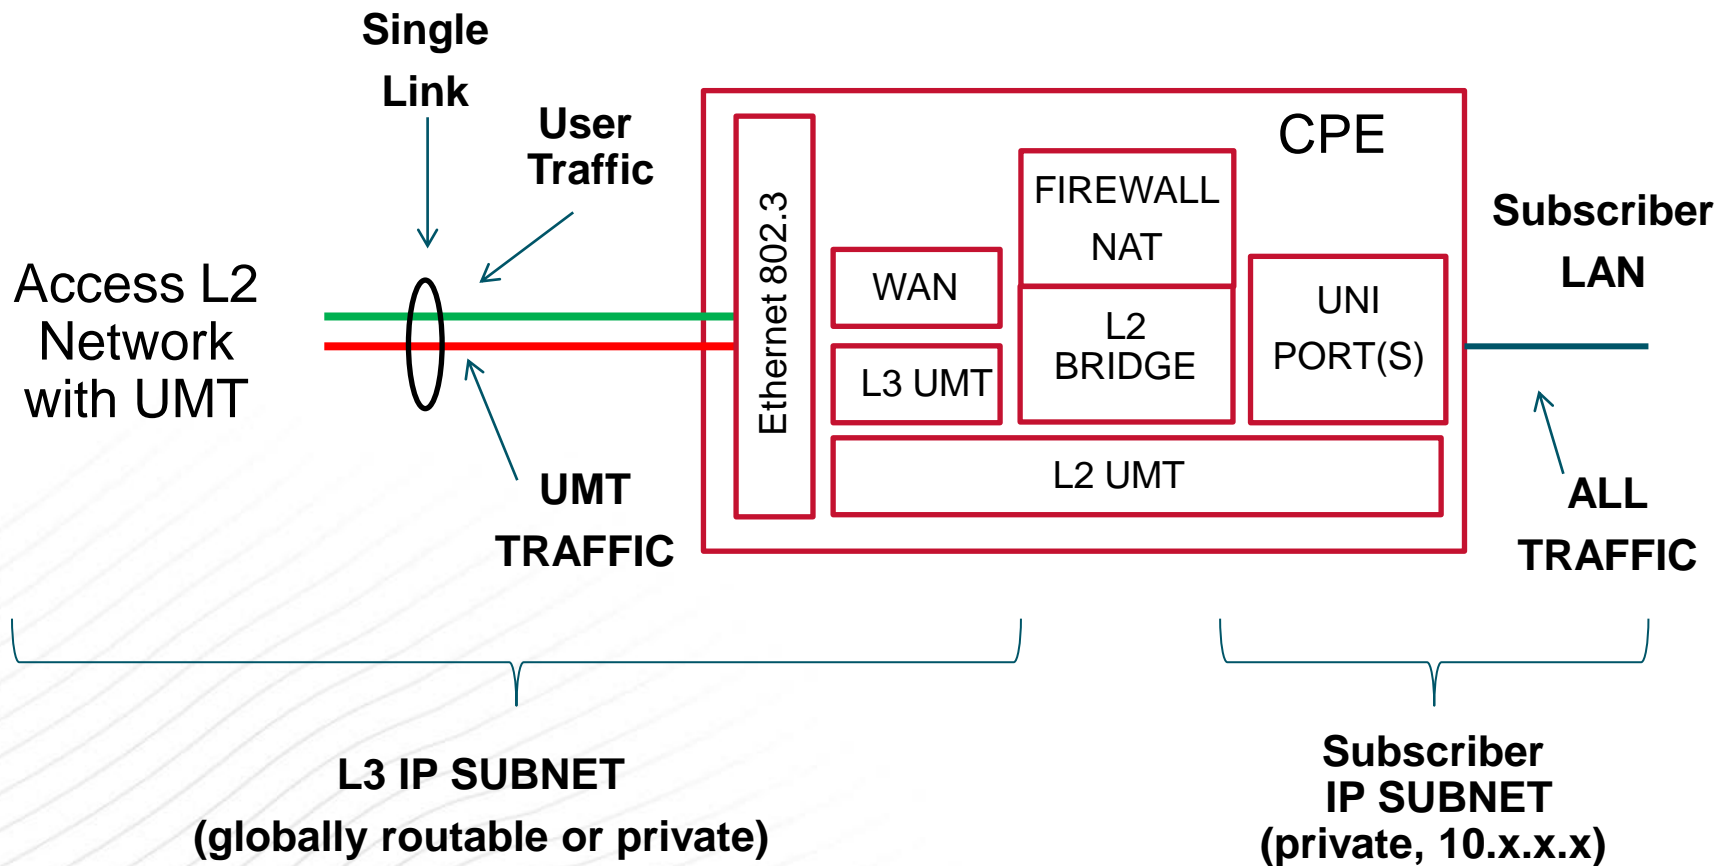 Single
Link
User
Traffic
Access L2
Network
with UMT
UMT
TRAFFIC
CPE
Ethernet 802.3
WAN
L3 UMT
FIREWALL
NAT
L2
BRIDGE
UNI
PORT(S)
L2 UMT
Subscriber
LAN
ALL
TRAFFIC
L3 IP SUBNET
(globally routable or private)
Subscriber
IP SUBNET
(private, 10.x.x.x)